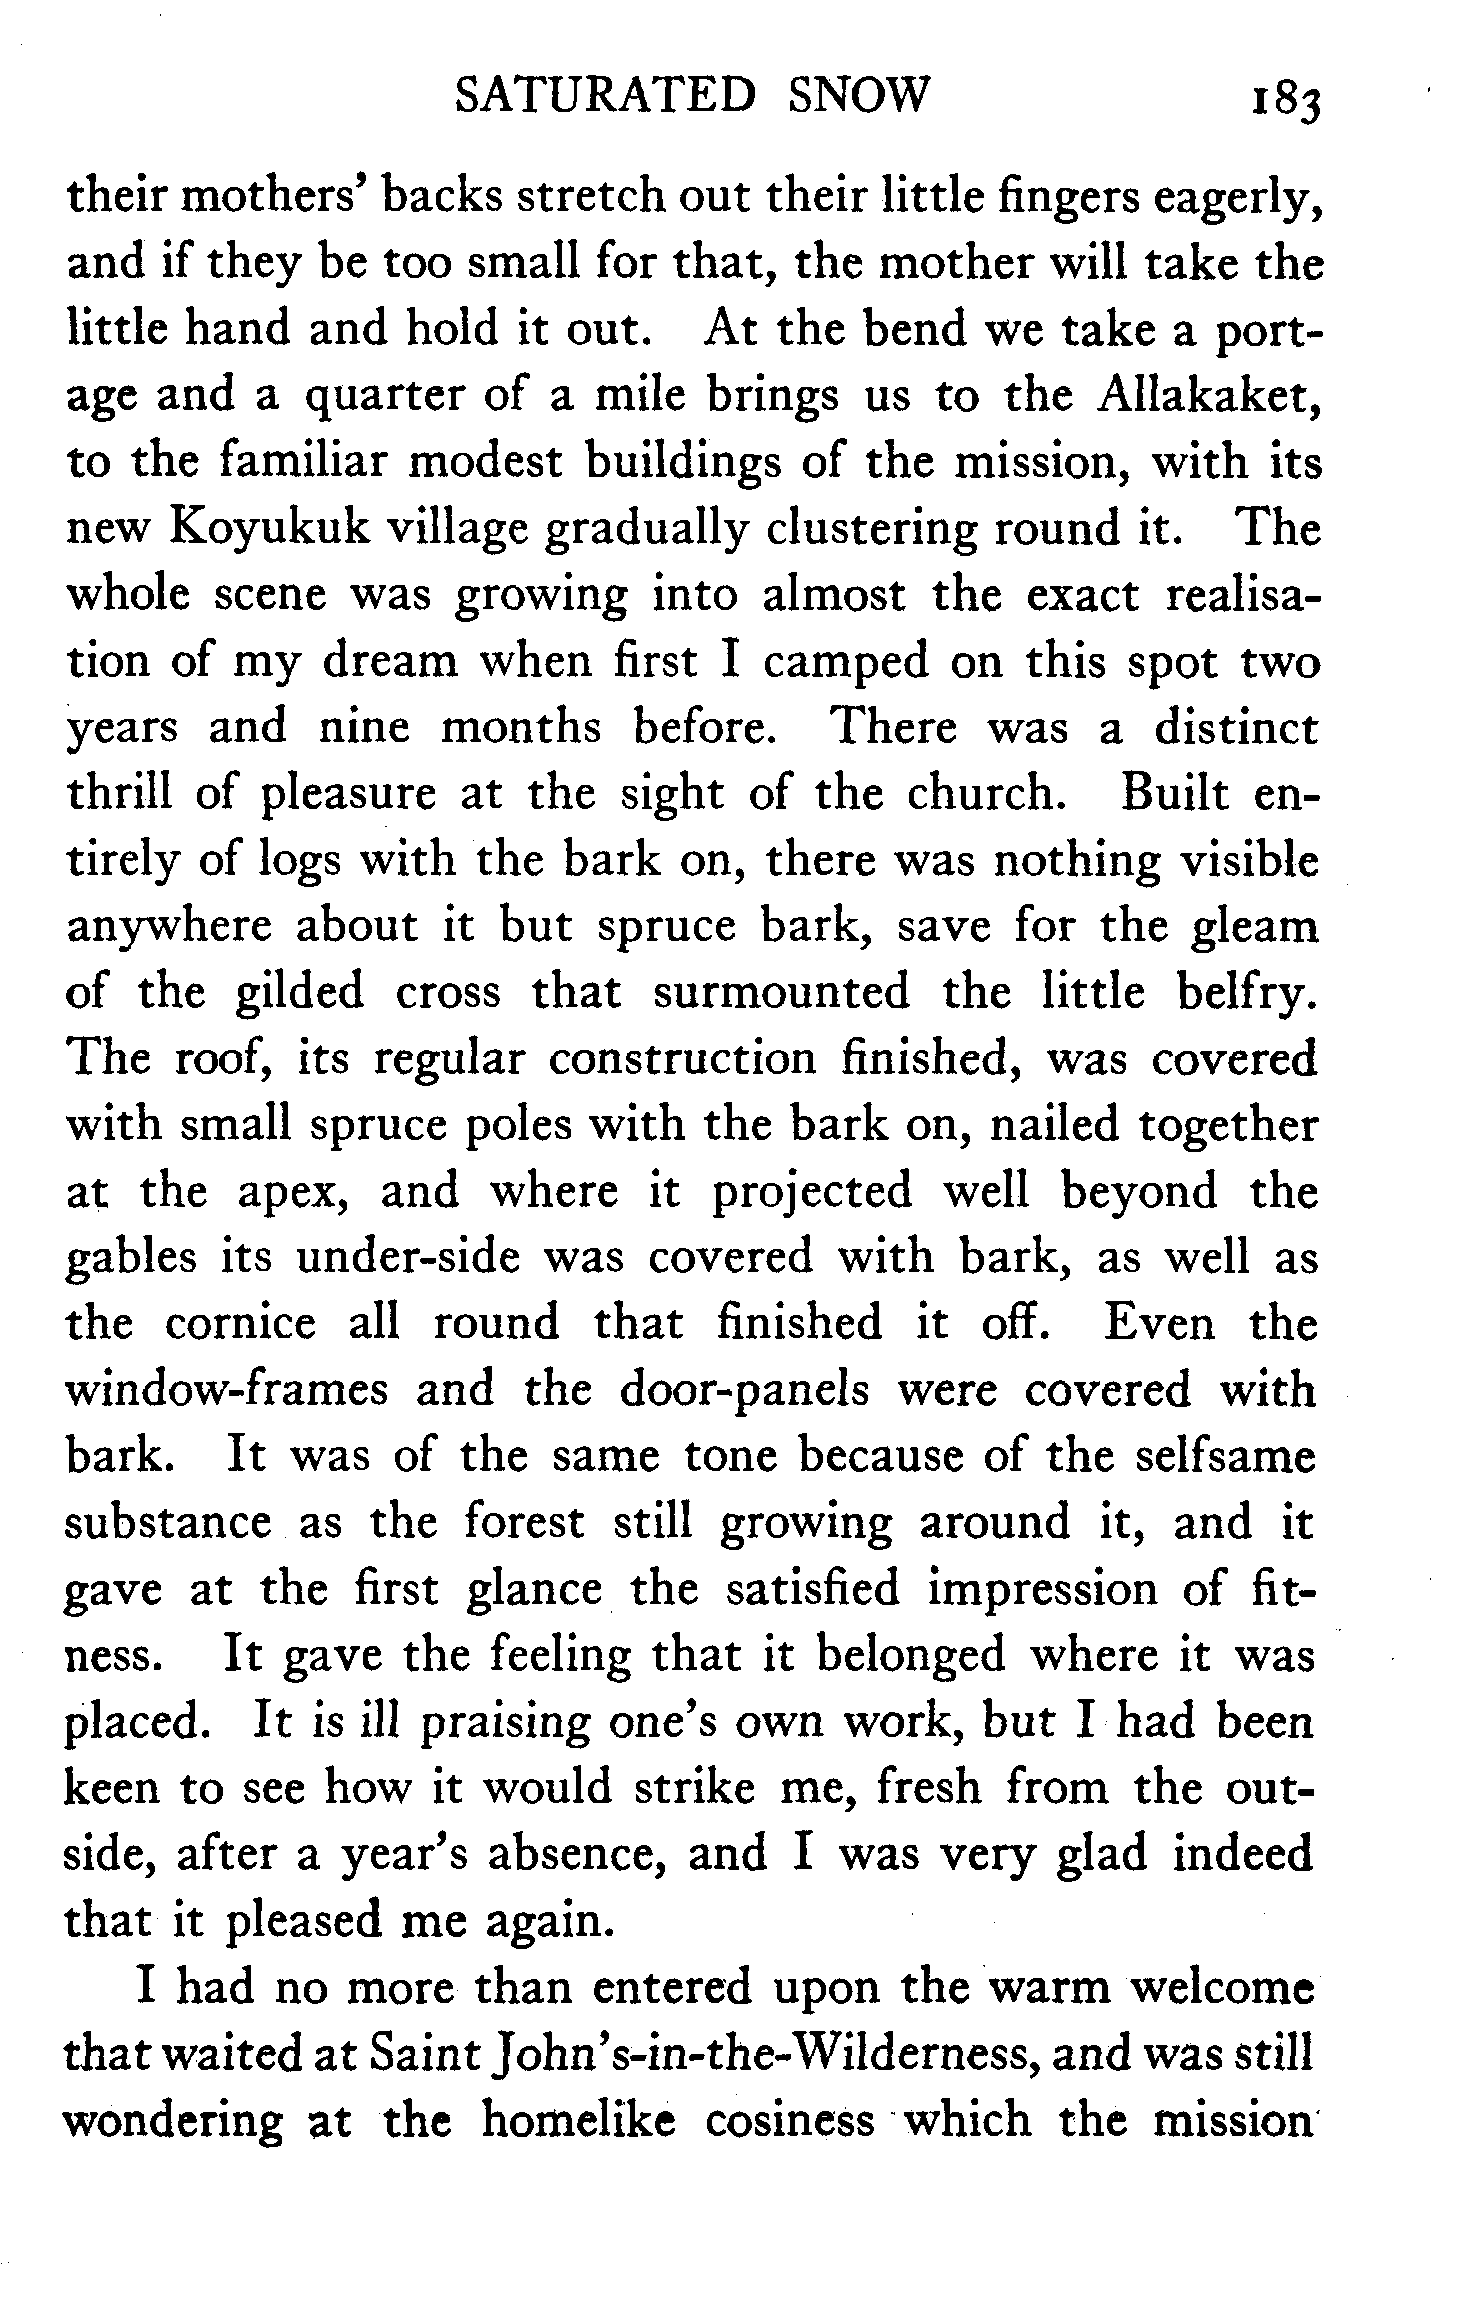 SATURATED SNOW 183
their mothers' backs stretch out their little fingers eagerly,
and if they be too small for that, the mother will take the
little hand and hold it out. At the bend we take a port-
age and a quarter of a mile brings us to the Allakaket,
to the familiar modest buildings of the mission, with its
new Koyukuk village gradually clustering round it. The
whole scene was growing into almost the exact realisa-
tion of my dream when first I camped on this spot two
years and nine months before. There was a distinct
thrill of pleasure at the sight of the church. Built en-
tirely of logs with the bark on, there was nothing visible
anywhere about it but spruce bark, save for the gleam
of the gilded cross that surmounted the little belfry.
The roof, its regular construction finished, was covered
with small spruce poles with the bark on, nailed together
at the apex, and where it projected well beyond the
gables its under-side was covered with bark, as well as
the cornice all round that finished it off. Even the
window-frames and the door-panels were covered with
bark. It was of the same tone because of the selfsame
substance as the forest still growing around it, and it
gave at the first glance the satisfied impression of fit-
ness. It gave the feeling that it belonged where it was
placed. It is ill praising one's own work, but I had been
keen to see how it would strike me, fresh from the out-
side, after a year's absence, and I was very glad indeed
that it pleased me again.
I had no more than entered upon the warm welcome
that waited at Saint John's-in-the-Wilderness, and was still
wondering at the homelike cosiness which the mission